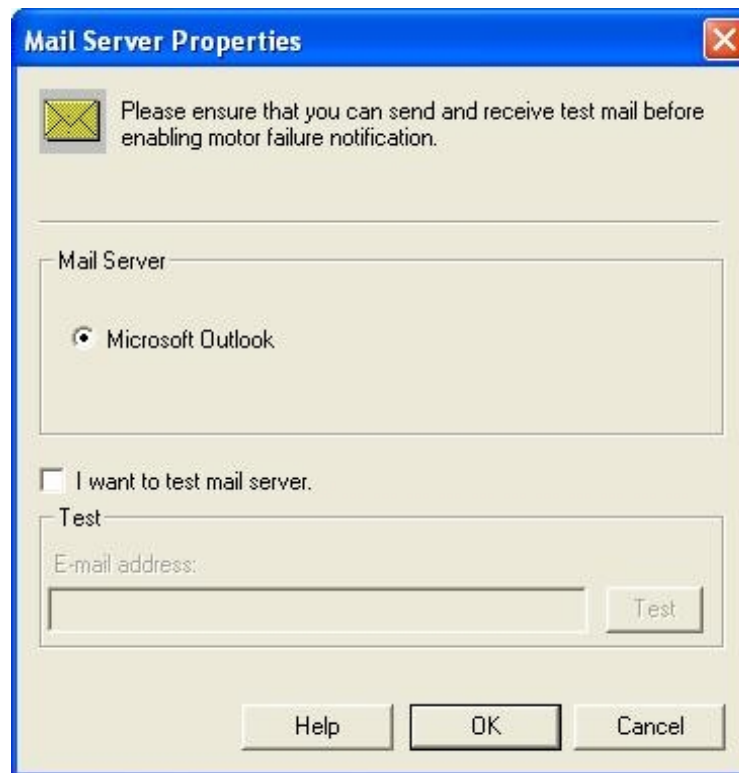 Mail Server Properties
Please ensure that you can send and receive test mail before
enabling motor failure notification.
Mail Server
Microsoft Outlook
I want to test mail server.
Test
E-mail address:
Test
Help
OK
Cancel